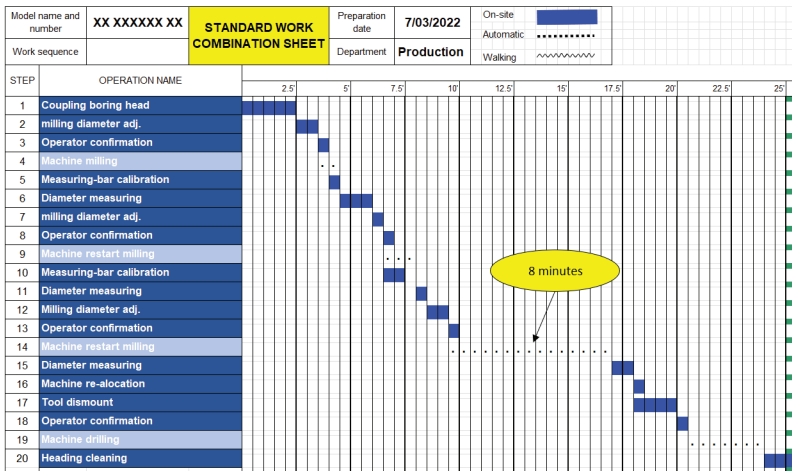 Model name and number
XX XXXXXX XX
STANDARD WORK COMBINATION SHEET
Preparation date
7/03/2022
On-site
Automatic
Walking
Work sequence
Department
Production
STEP OPERATION NAME
2.5' 5' 7.5' 10' 12.5' 15' 17.5' 20' 22.5' 25'
1 Coupling boring head
2 milling diameter adj.
3 Operator confirmation
4 Machine milling
5 Measuring-bar calibration
6 Diameter measuring
7 milling diameter adj.
8 Operator confirmation
9 Machine restart milling
10 Measuring-bar calibration
8 minutes
11 Diameter measuring
12 Milling diameter adj.
13 Operator confirmation
14 Machine restart milling
15 Diameter measuring
16 Machine re-alocation
17 Tool dismount
18 Operator confirmation
19 Machine drilling
20 Heading cleaning